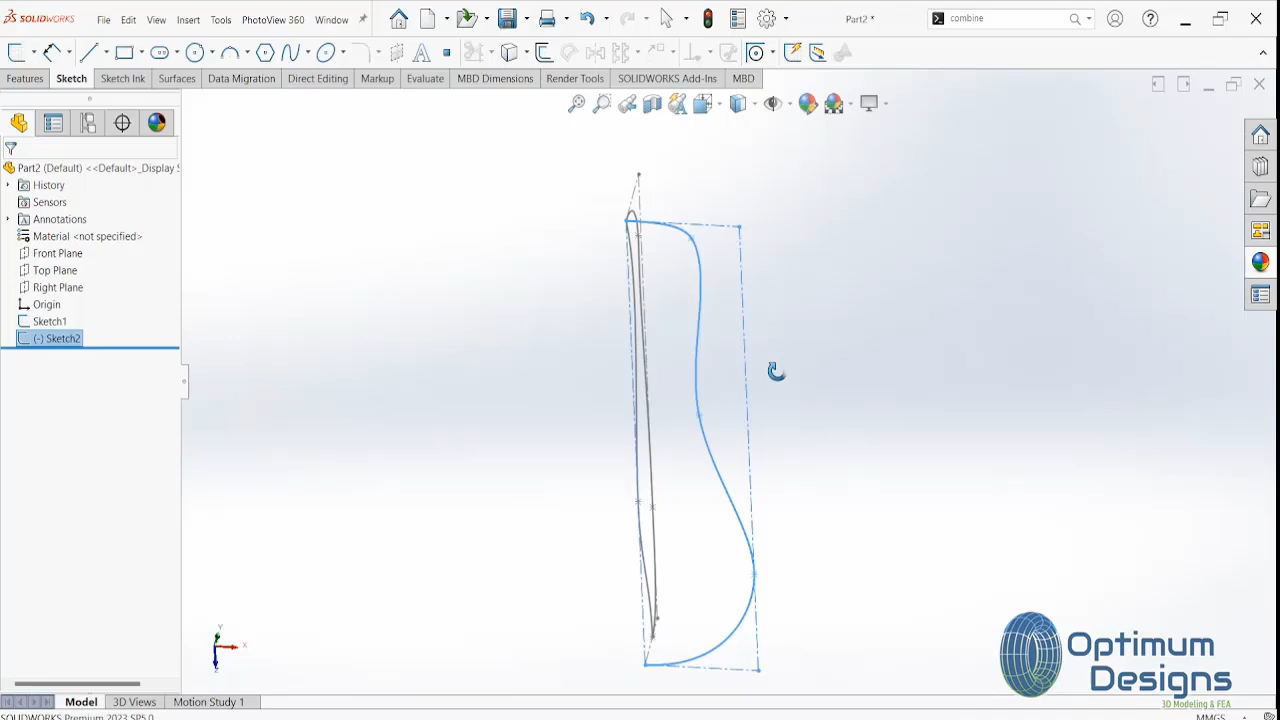 SOLIDWORKS File Edit View Insert Tools PhotoView 360 Window Part2 * combine
Features Sketch Sketch Ink Surfaces Data Migration Direct Editing Markup Evaluate MBD Dimensions Render Tools SOLIDWORKS Add-Ins MBD
Part2 (Default) <<Default>_Display S
History
Sensors
Annotations
Material <not specified>
Front Plane
Top Plane
Right Plane
Origin
Sketch1
(-) Sketch2
Y
X
Z
Optimum
Designs
3D Modeling & FEA
Model 3D Views Motion Study 1
SOLIDWORKS Premium 2023 SP5.0 MMGS